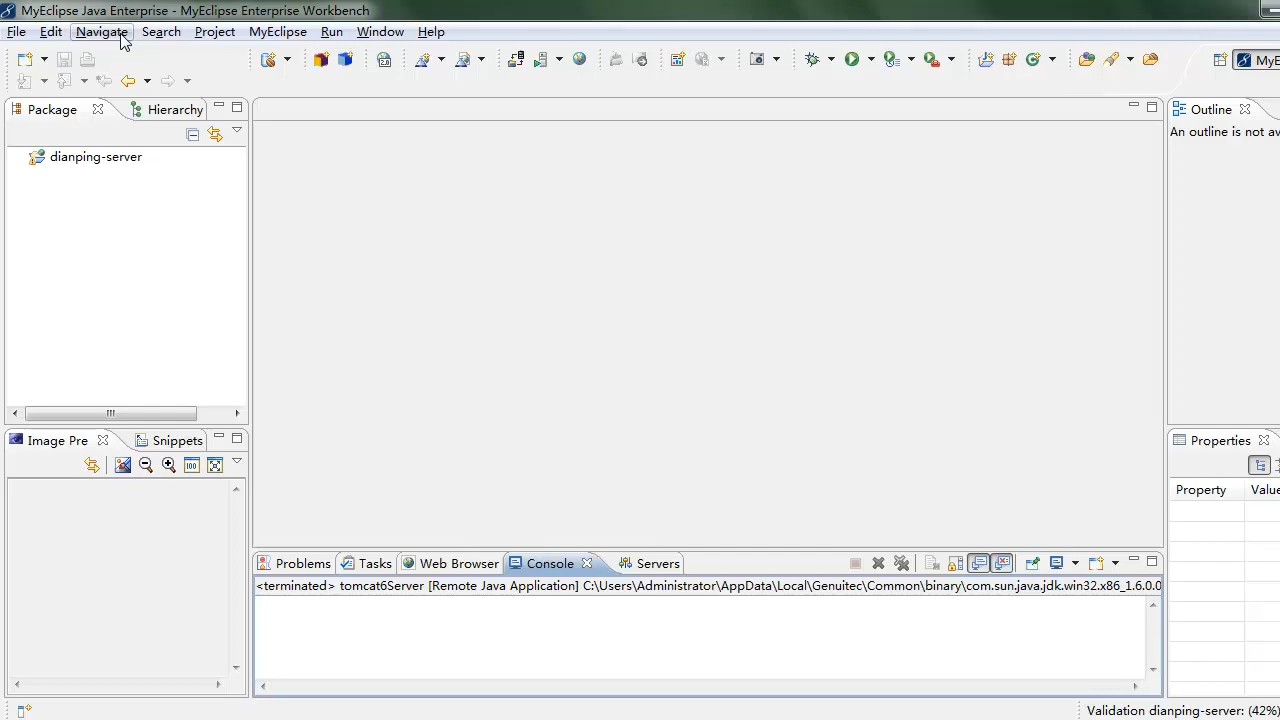 MyEclipse Java Enterprise - MyEclipse Enterprise Workbench
File Edit Navigate Search Project MyEclipse Run Window Help
MyE
Package Hierarchy
Outline
An outline is not av
dianping-server
Image Pre Snippets
100
Properties
Property Value
Problems Tasks Web Browser Console Servers
<terminated> tomcat6Server [Remote Java Application] C:\Users\Administrator\AppData\Local\Genuitec\Common\binary\com.sun.java.jdk.win32.x86_1.6.0.0
Validation dianping-server: (42%)